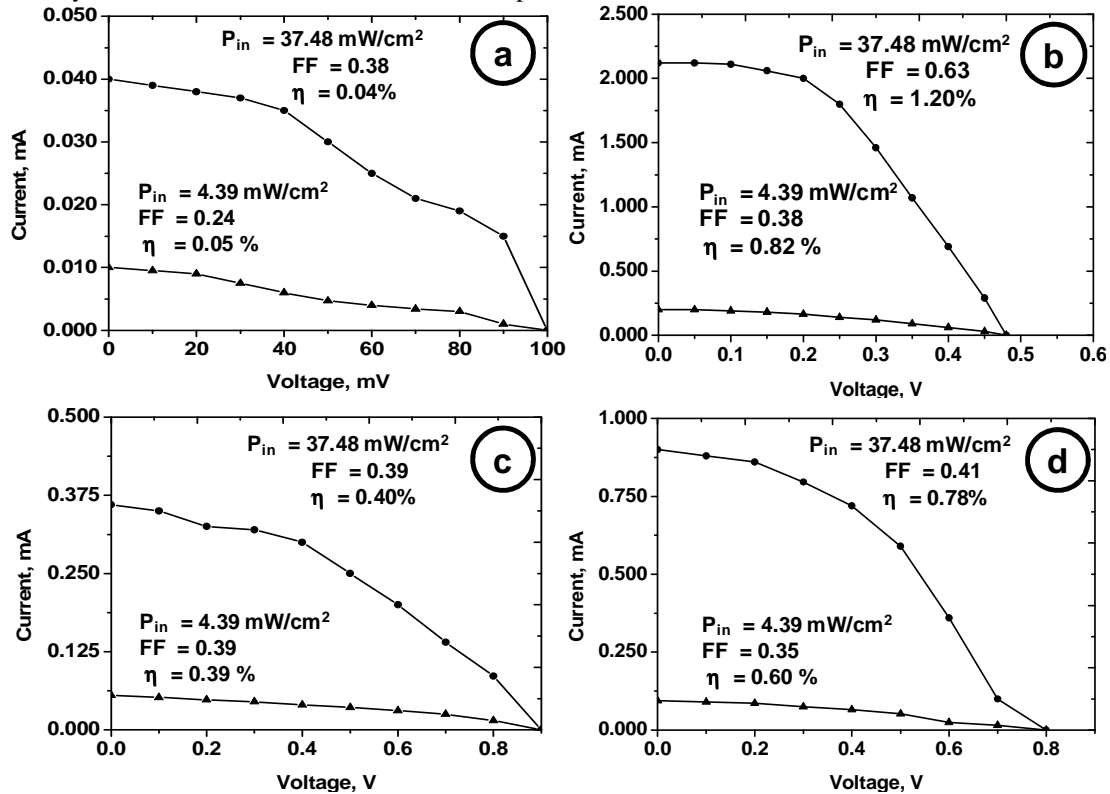 a
P_in = 37.48 mW/cm²
FF = 0.38
η = 0.04%
P_in = 4.39 mW/cm²
FF = 0.24
η = 0.05 %
Current, mA
0.050
0.040
0.030
0.020
0.010
0.000
0 20 40 60 80 100
Voltage, mV
b
P_in = 37.48 mW/cm²
FF = 0.63
η = 1.20%
P_in = 4.39 mW/cm²
FF = 0.38
η = 0.82 %
Current, mA
2.500
2.000
1.500
1.000
0.500
0.000
0.0 0.1 0.2 0.3 0.4 0.5 0.6
Voltage, V
c
P_in = 37.48 mW/cm²
FF = 0.39
η = 0.40%
P_in = 4.39 mW/cm²
FF = 0.39
η = 0.39 %
Current, mA
0.500
0.375
0.250
0.125
0.000
0.0 0.2 0.4 0.6 0.8
Voltage, V
d
P_in = 37.48 mW/cm²
FF = 0.41
η = 0.78%
P_in = 4.39 mW/cm²
FF = 0.35
η = 0.60 %
Current, mA
1.000
0.750
0.500
0.250
0.000
0.0 0.2 0.4 0.6 0.8
Voltage, V